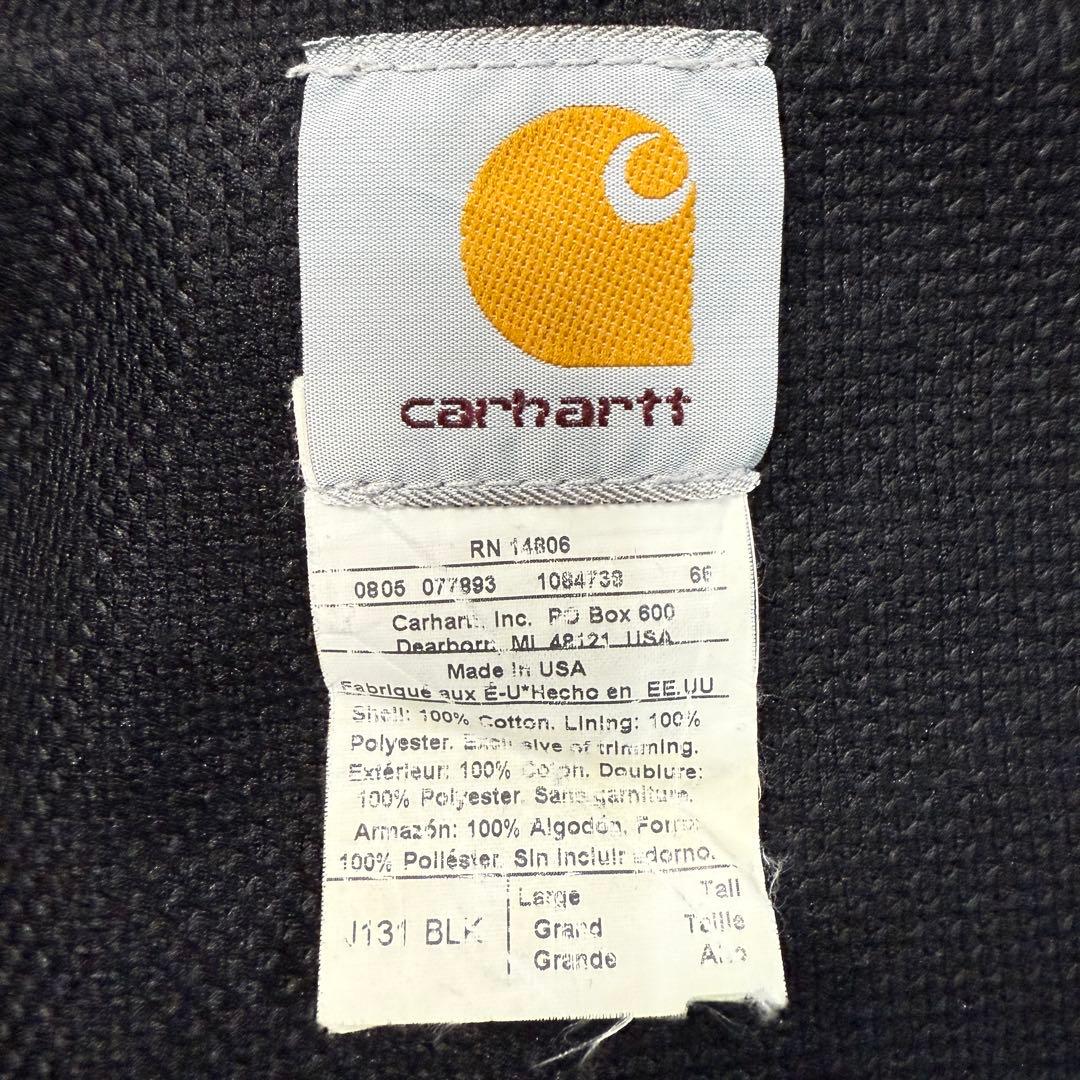 carhartt
RN 14806
0805 077893 1084739 66
Carhartt, Inc. PO Box 600
Dearborn, MI 48121 USA
Made in USA
Fabriqué aux É-U*Hecho en EE.UU
Shell: 100% Cotton. Lining: 100%
Polyester. Exclusive of trimming.
Extérieur: 100% Coton. Doublure:
100% Polyester. Sans garniture.
Armazón: 100% Algodón. Forro:
100% Poliéster. Sin incluir adorno.
J131 BLK
Large Tall
Grand Taille
Grande Alto